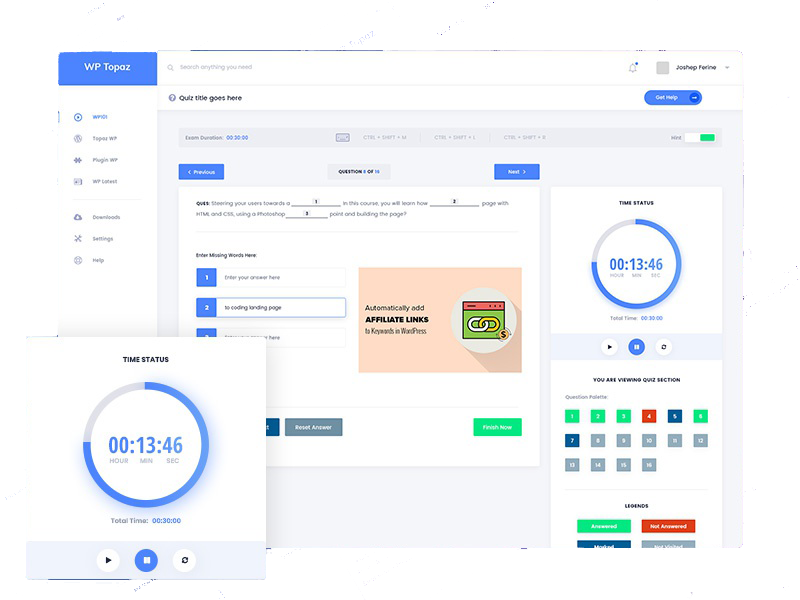 WP Topaz
Search anything you need
Joshep Ferine
Quiz title goes here
Get Help
WP101
Topaz WP
Plugin WP
WP Latest
Downloads
Settings
Help
Exam Duration: 00:30:00
CTRL + SHIFT + M
CTRL + SHIFT + L
CTRL + SHIFT + R
Hint
Previous
QUESTION 8 OF 16
Next
QUES: Steering your users towards a 1 In this course, you will learn how 2 page with
HTML and CSS, using a Photoshop 3 point and building the page?
Enter Missing Words Here:
1 Enter your answer here
2 to coding landing page
3 Enter your answer here
Automatically add
AFFILIATE LINKS
to Keywords in WordPress
$
Reset Answer
Finish Now
TIME STATUS
00:13:46
HOUR MIN SEC
Total Time: 00:30:00
YOU ARE VIEWING QUIZ SECTION
Question Palette:
1 2 3 4 5 6
7 8 9 10 11 12
13 14 15 16
LEGENDS
Answered Not Answered
Marked Not Visited
TIME STATUS
00:13:46
HOUR MIN SEC
Total Time: 00:30:00